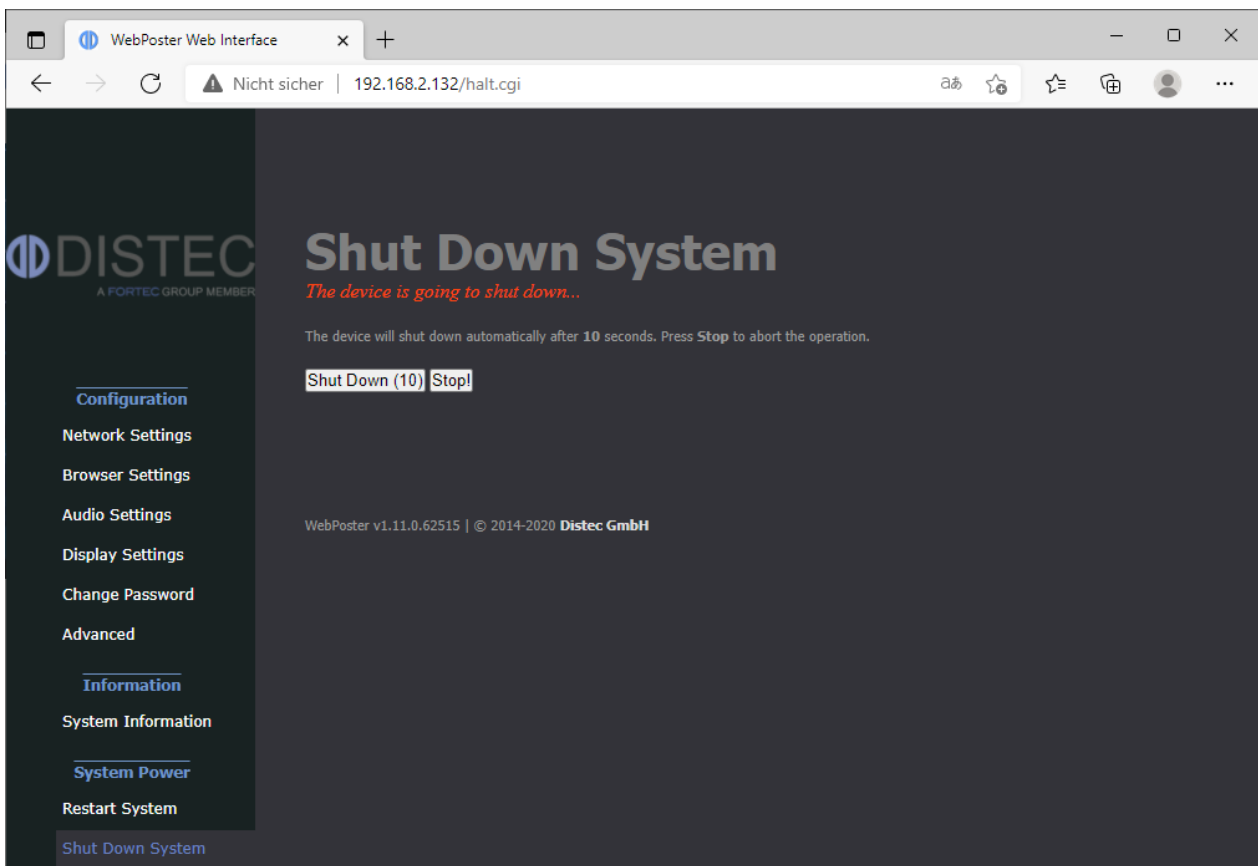 WebPoster Web Interface
Nicht sicher | 192.168.2.132/halt.cgi
aあ
DISTEC
A FORTEC GROUP MEMBER
Shut Down System
The device is going to shut down...
The device will shut down automatically after 10 seconds. Press Stop to abort the operation.
Shut Down (10) Stop!
Configuration
Network Settings
Browser Settings
Audio Settings
Display Settings
Change Password
Advanced
Information
System Information
System Power
Restart System
Shut Down System
WebPoster v1.11.0.62515 | © 2014-2020 Distec GmbH